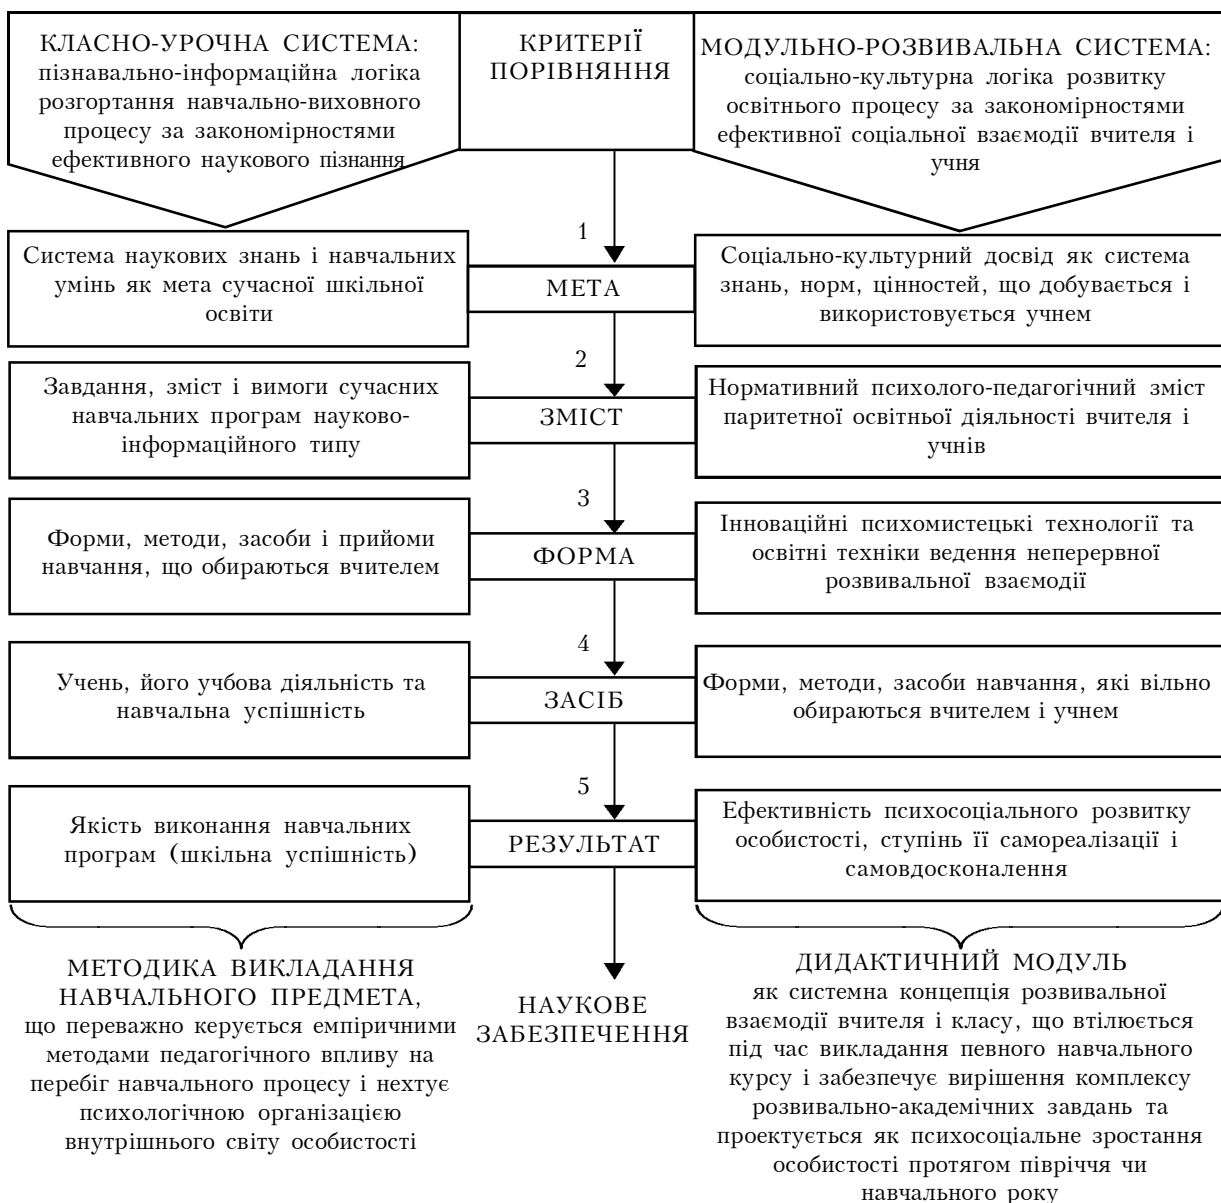 КЛАСНО-УРОЧНА СИСТЕМА:
пізнавально-інформаційна логіка
розгортання навчально-виховного
процесу за закономірностями
ефективного наукового пізнання
КРИТЕРІЇ
ПОРІВНЯННЯ
МОДУЛЬНО-РОЗВИВАЛЬНА СИСТЕМА:
соціально-культурна логіка розвитку
освітнього процесу за закономірностями
ефективної соціальної взаємодії вчителя і
учня
1
Система наукових знань і навчальних
умінь як мета сучасної шкільної
освіти
МЕТА
Соціально-культурний досвід як система
знань, норм, цінностей, що добувається і
використовується учнем
2
Завдання, зміст і вимоги сучасних
навчальних програм науково-
інформаційного типу
ЗМІСТ
Нормативний психолого-педагогічний зміст
паритетної освітньої діяльності вчителя і
учнів
3
Форми, методи, засоби і прийоми
навчання, що обираються вчителем
ФОРМА
Інноваційні психомистецькі технології та
освітні техніки ведення неперервної
розвивальної взаємодії
4
Учень, його учбова діяльність та
навчальна успішність
ЗАСІБ
Форми, методи, засоби навчання, які вільно
обираються вчителем і учнем
5
Якість виконання навчальних
програм (шкільна успішність)
РЕЗУЛЬТАТ
Ефективність психосоціального розвитку
особистості, ступінь її самореалізації і
самовдосконалення
МЕТОДИКА ВИКЛАДАННЯ
НАВЧАЛЬНОГО ПРЕДМЕТА,
що переважно керується емпіричними
методами педагогічного впливу на
перебіг навчального процесу і нехтує
психологічною організацією
внутрішнього світу особистості
НАУКОВЕ
ЗАБЕЗПЕЧЕННЯ
ДИДАКТИЧНИЙ МОДУЛЬ
як системна концепція розвивальної
взаємодії вчителя і класу, що втілюється
під час викладання певного навчального
курсу і забезпечує вирішення комплексу
розвивально-академічних завдань та
проектується як психосоціальне зростання
особистості протягом півріччя чи
навчального року